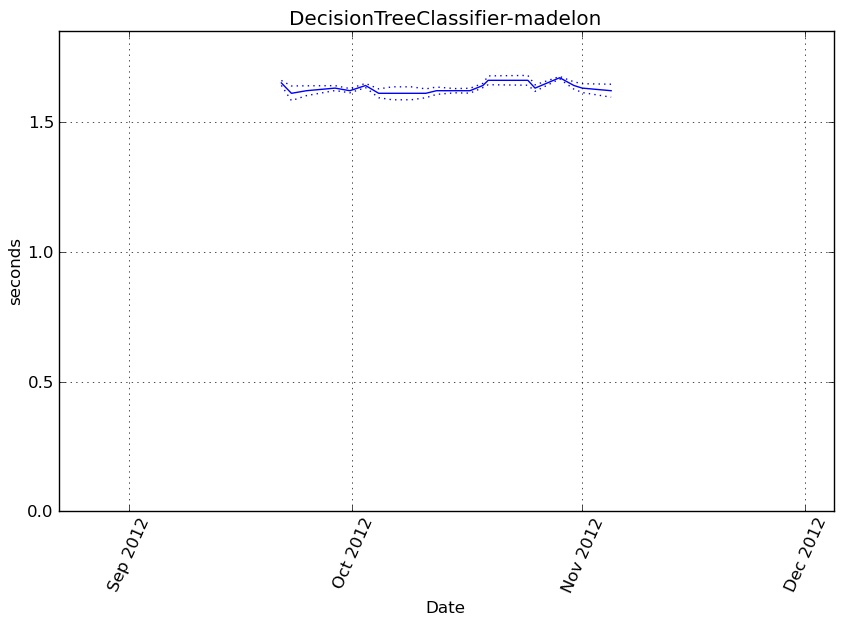 DecisionTreeClassifier-madelon
1.5
1.0
seconds
0.5
0.0
Sep 2012
Oct 2012
Nov 2012
Dec 2012
Date